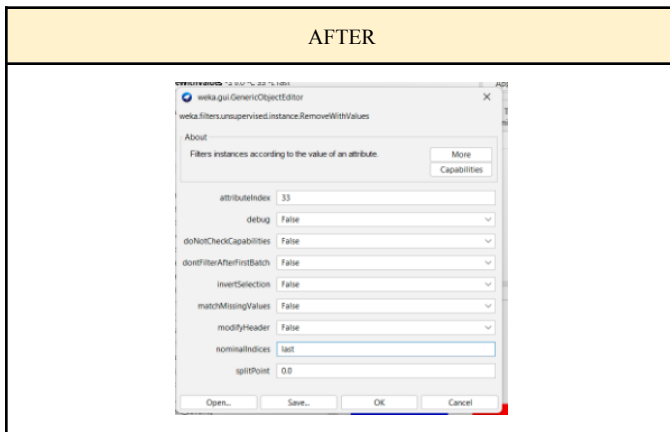 AFTER
weka.gui.GenericObjectEditor
weka.filters.unsupervised.instance.RemoveWithValues
About
Filters instances according to the value of an attribute.
More
Capabilities
attributeIndex 33
debug False
doNotCheckCapabilities False
dontFilterAfterFirstBatch False
invertSelection False
matchMissingValues False
modifyHeader False
nominalIndices last
splitPoint 0.0
Open... Save... OK Cancel